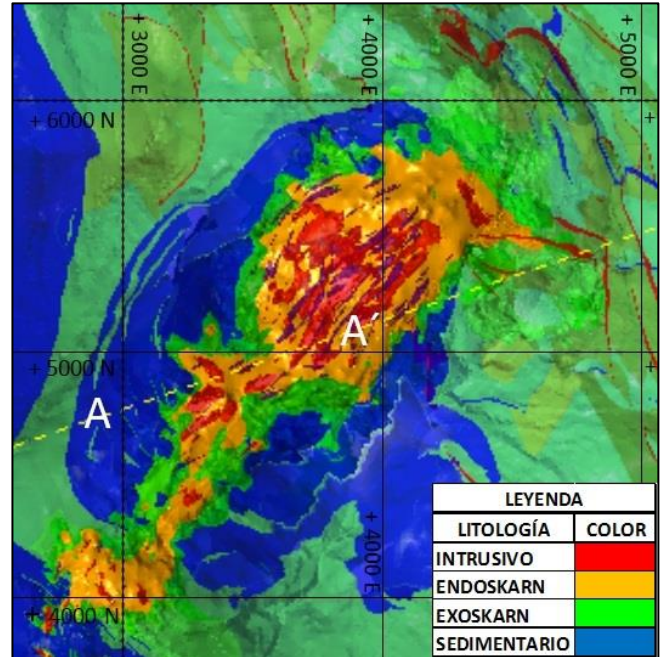 + 3000 E
+ 4000 E
+ 5000 E
+ 6000 N
+
A´
+ 5000 N
+
A
+ 4000 E
+ 4000 N
LEYENDA
LITOLOGÍA COLOR
INTRUSIVO
ENDOSKARN
EXOSKARN
SEDIMENTARIO